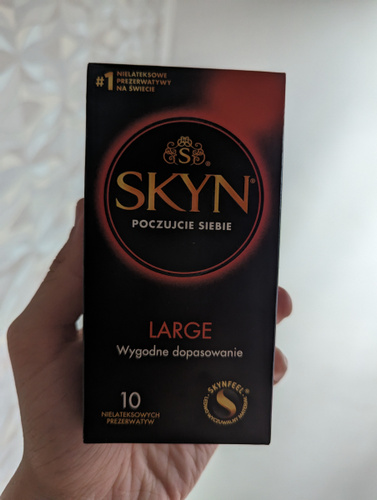 #1 NIELATEKSOWE
PREZERWATYWY
NA ŚWIECIE
S
SKYN®
POCZUJCIE SIEBIE
LARGE
Wygodne dopasowanie
10
NIELATEKSOWYCH
PREZERWATYW
SKYNFEEL
S